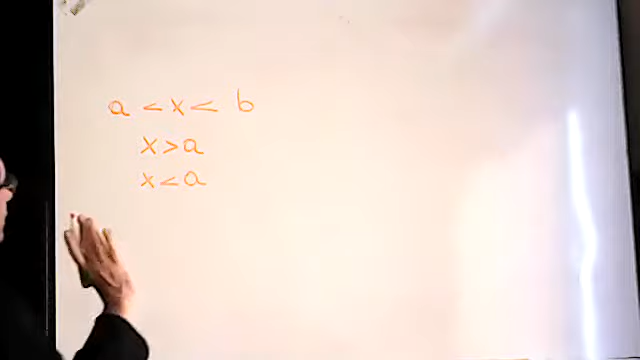 a < x < b
x > a
x < a